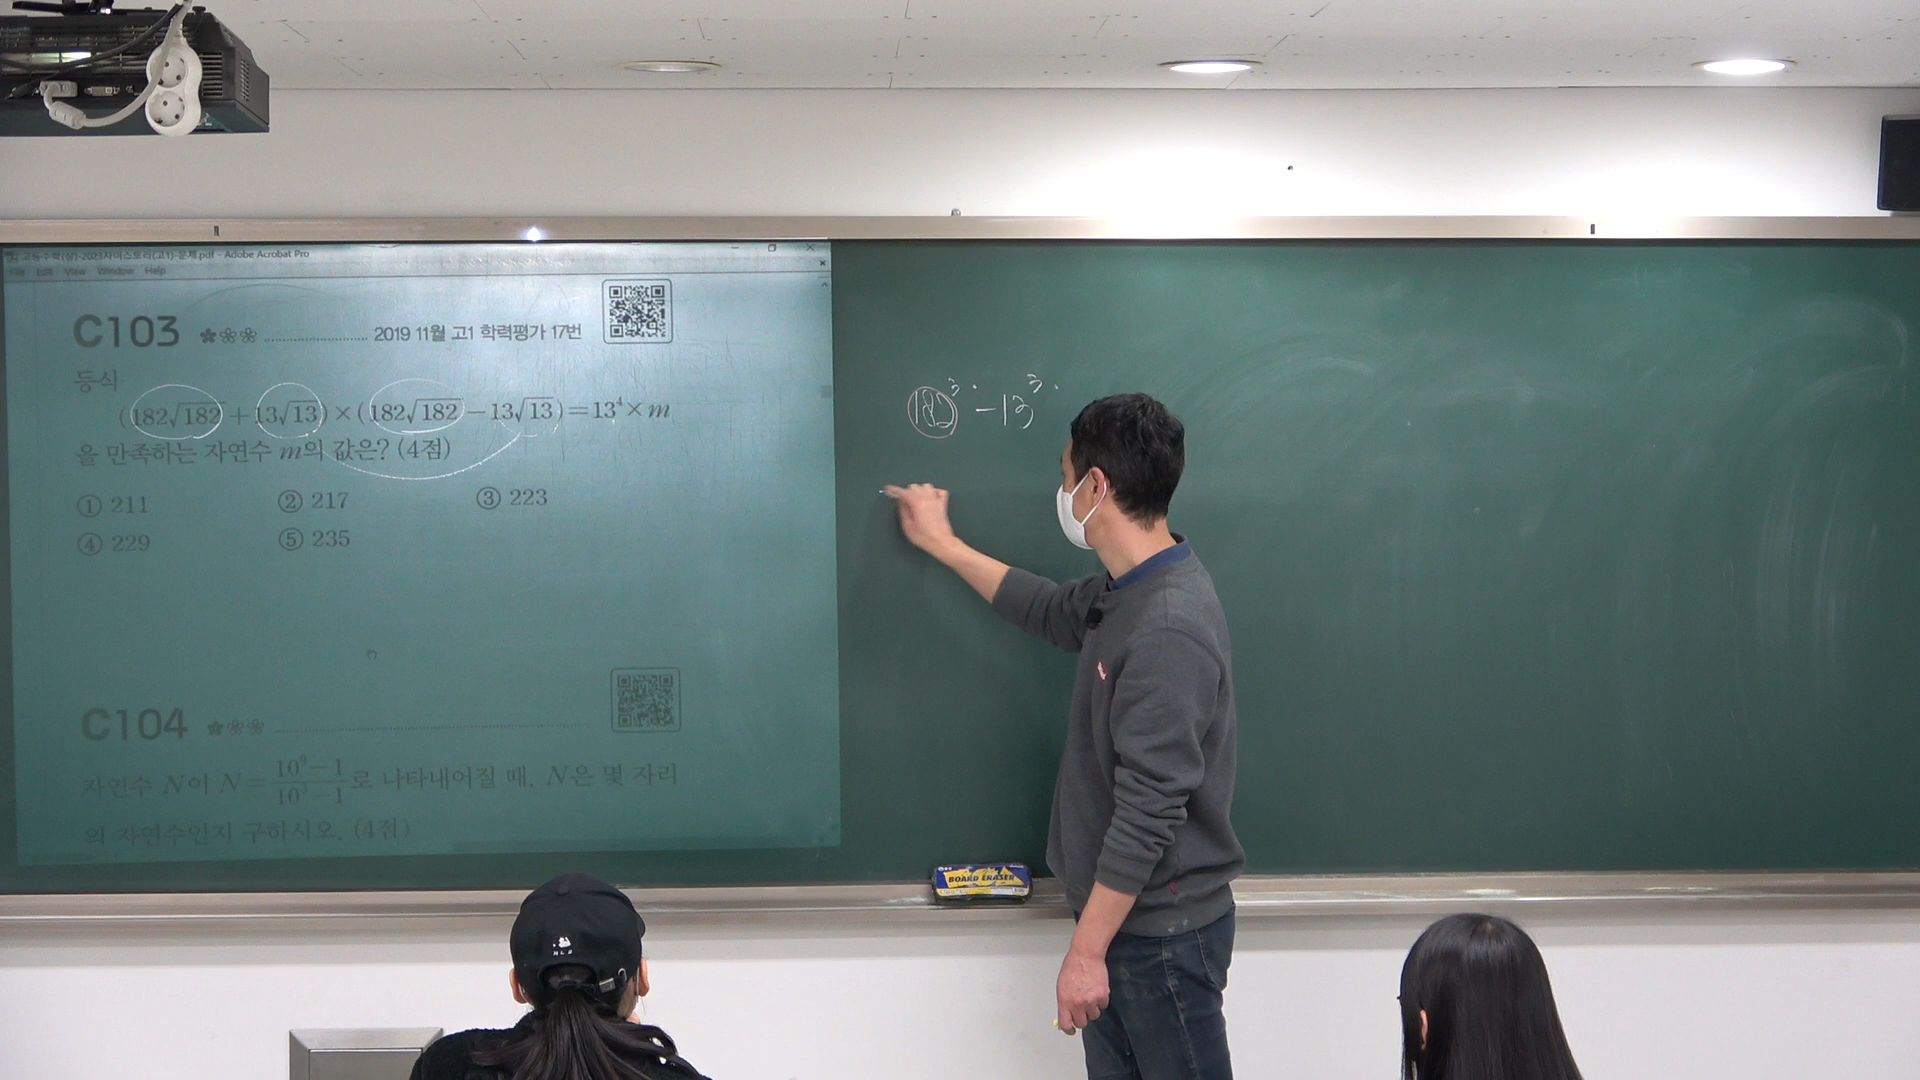 고등수학(상)-2023자이스토리(고1)-문제.pdf - Adobe Acrobat Pro
File Edit View Window Help
C103 2019 11월 고1 학력평가 17번
등식
(182√182 + 13√13) × (182√182 − 13√13) = 13⁴ × m
을 만족하는 자연수 m의 값은? (4점)
① 211 ② 217 ③ 223
④ 229 ⑤ 235
C104
자연수 N이 N = (10⁹−1)/(10³−1) 로 나타내어질 때, N은 몇 자리
의 자연수인지 구하시오. (4점)
182³ − 13³
BOARD ERASER